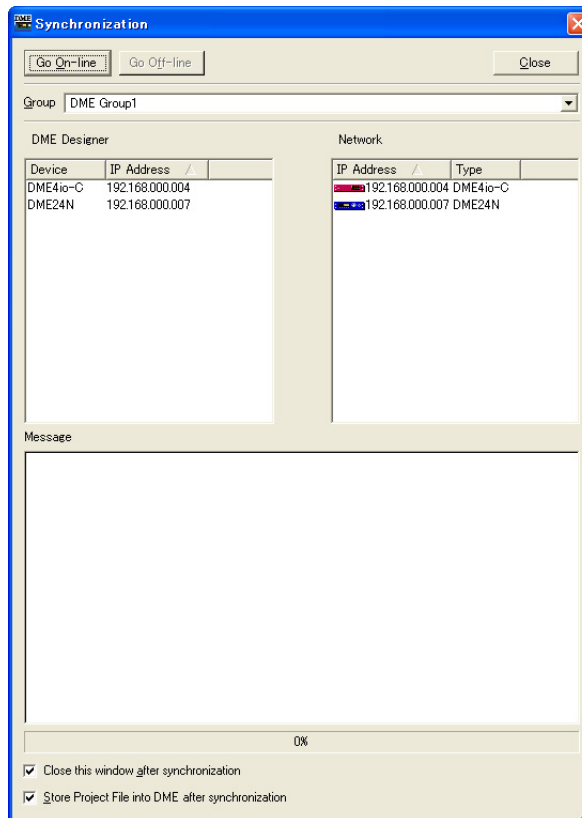 Synchronization
Go On-line Go Off-line Close
Group DME Group1
DME Designer Network
Device IP Address IP Address Type
DME4io-C 192.168.000.004 192.168.000.004 DME4io-C
DME24N 192.168.000.007 192.168.000.007 DME24N
Message
0%
Close this window after synchronization
Store Project File into DME after synchronization